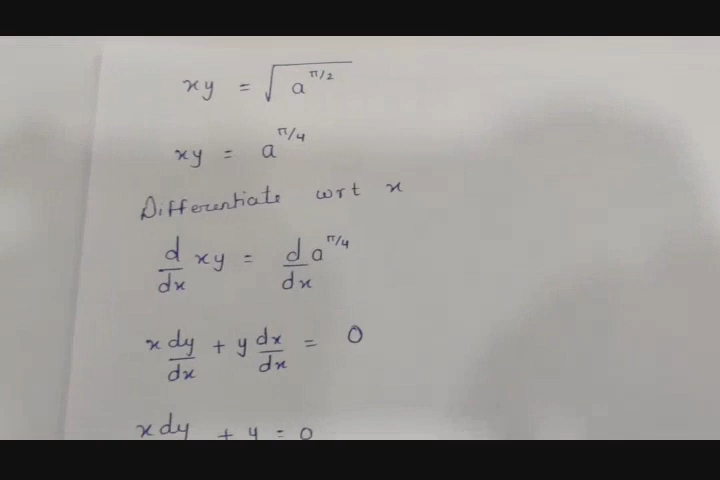 xy = √a^π/2
xy = a^π/4
Differentiate wrt x
d/dx xy = d/dx a^π/4
x dy/dx + y dx/dx = 0
x dy + y = 0